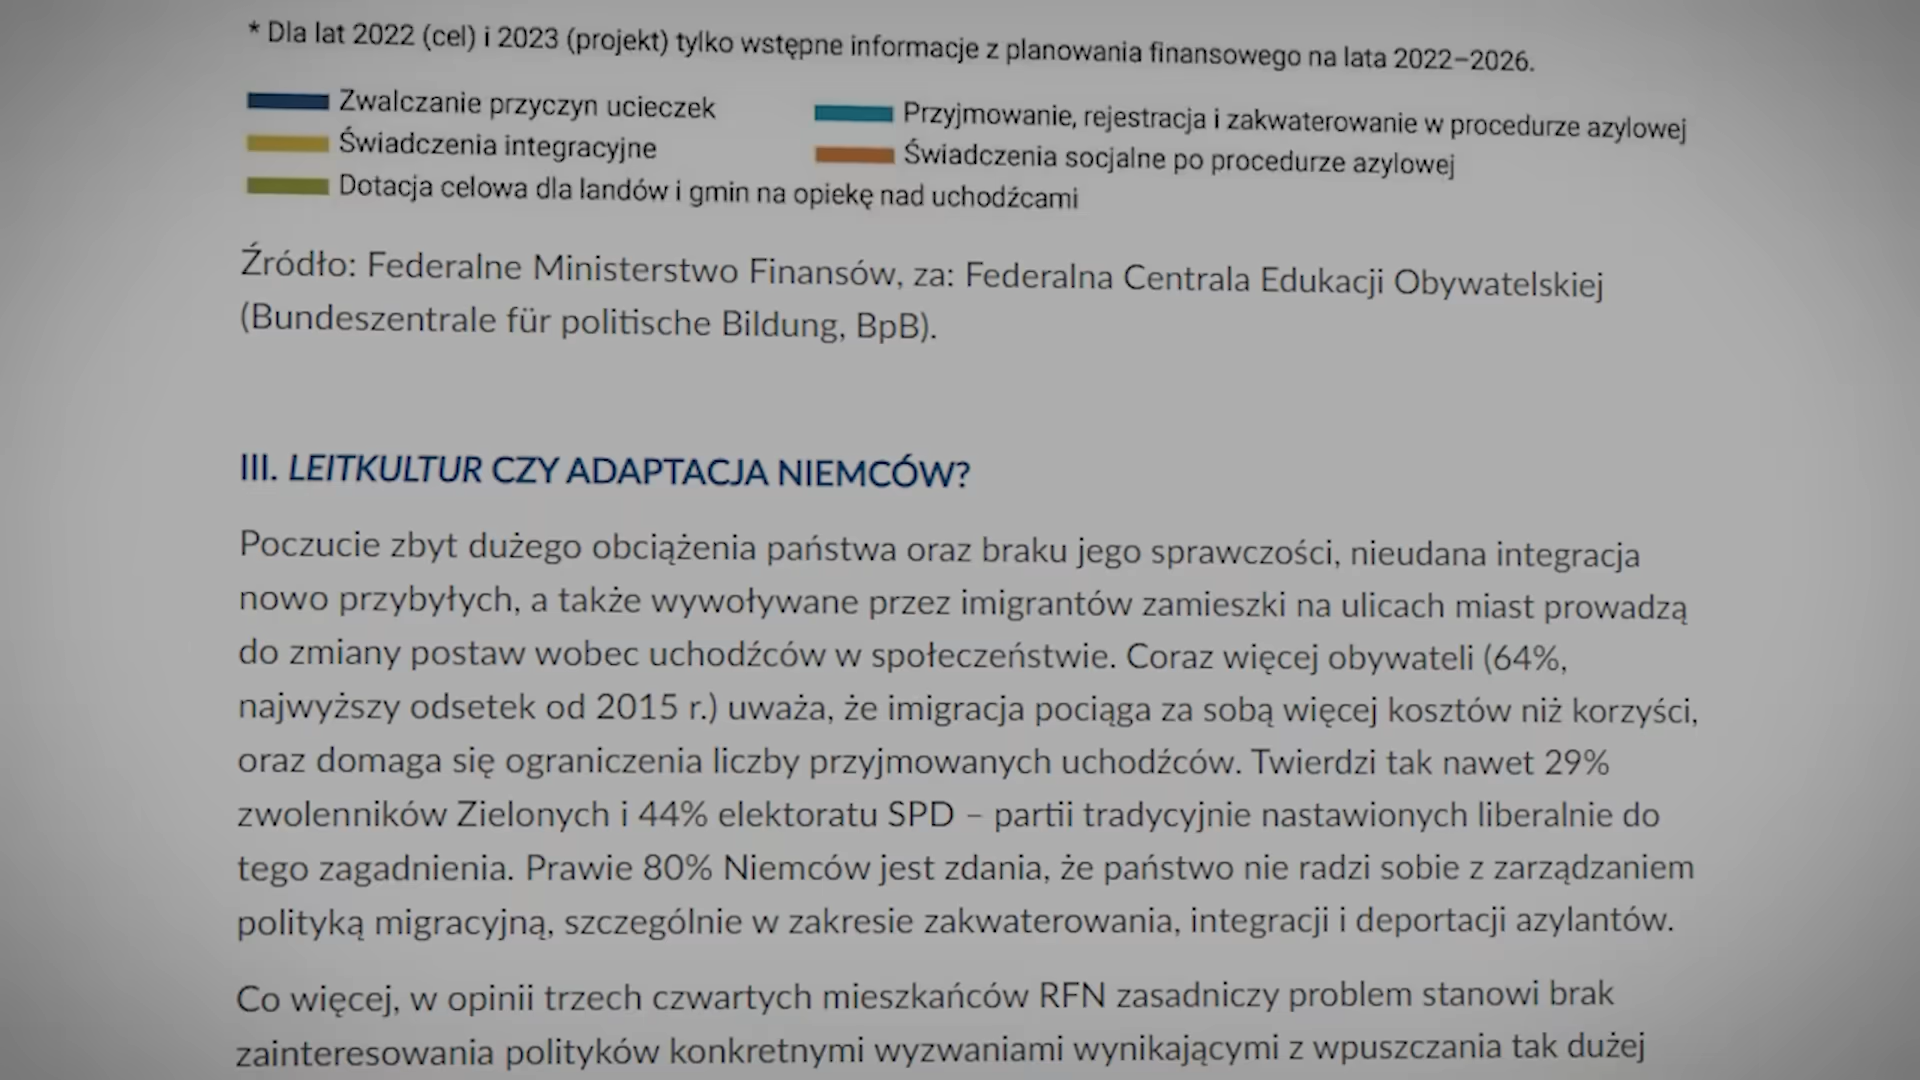 * Dla lat 2022 (cel) i 2023 (projekt) tylko wstępne informacje z planowania finansowego na lata 2022–2026.
Zwalczanie przyczyn ucieczek
Przyjmowanie, rejestracja i zakwaterowanie w procedurze azylowej
Świadczenia integracyjne
Świadczenia socjalne po procedurze azylowej
Dotacja celowa dla landów i gmin na opiekę nad uchodźcami
Źródło: Federalne Ministerstwo Finansów, za: Federalna Centrala Edukacji Obywatelskiej
(Bundeszentrale für politische Bildung, BpB).
III. LEITKULTUR CZY ADAPTACJA NIEMCÓW?
Poczucie zbyt dużego obciążenia państwa oraz braku jego sprawczości, nieudana integracja
nowo przybyłych, a także wywoływane przez imigrantów zamieszki na ulicach miast prowadzą
do zmiany postaw wobec uchodźców w społeczeństwie. Coraz więcej obywateli (64%,
najwyższy odsetek od 2015 r.) uważa, że imigracja pociąga za sobą więcej kosztów niż korzyści,
oraz domaga się ograniczenia liczby przyjmowanych uchodźców. Twierdzi tak nawet 29%
zwolenników Zielonych i 44% elektoratu SPD – partii tradycyjnie nastawionych liberalnie do
tego zagadnienia. Prawie 80% Niemców jest zdania, że państwo nie radzi sobie z zarządzaniem
polityką migracyjną, szczególnie w zakresie zakwaterowania, integracji i deportacji azylantów.
Co więcej, w opinii trzech czwartych mieszkańców RFN zasadniczy problem stanowi brak
zainteresowania polityków konkretnymi wyzwaniami wynikającymi z wpuszczania tak dużej